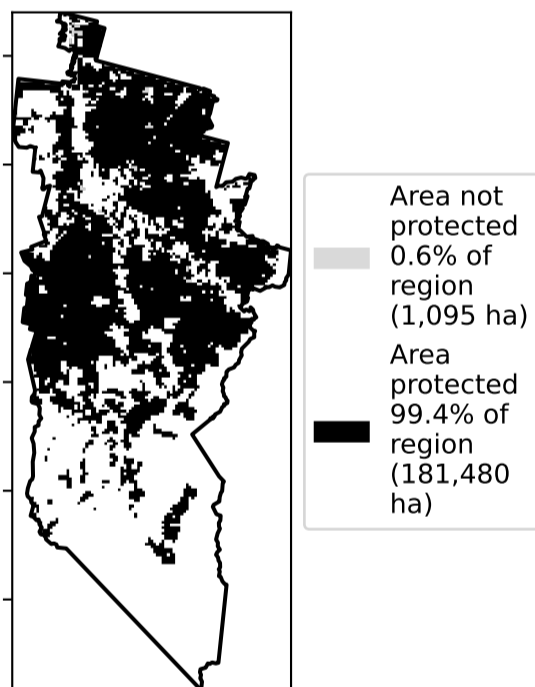 Area not
protected
0.6% of
region
(1,095 ha)
Area
protected
99.4% of
region
(181,480
ha)